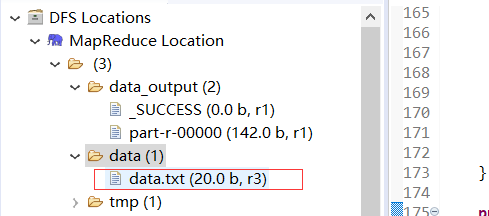 DFS Locations
MapReduce Location
(3)
data_output (2)
_SUCCESS (0.0 b, r1)
part-r-00000 (142.0 b, r1)
data (1)
data.txt (20.0 b, r3)
tmp (1)
165
166
167
168
169
170
171
172
173 }
174
175